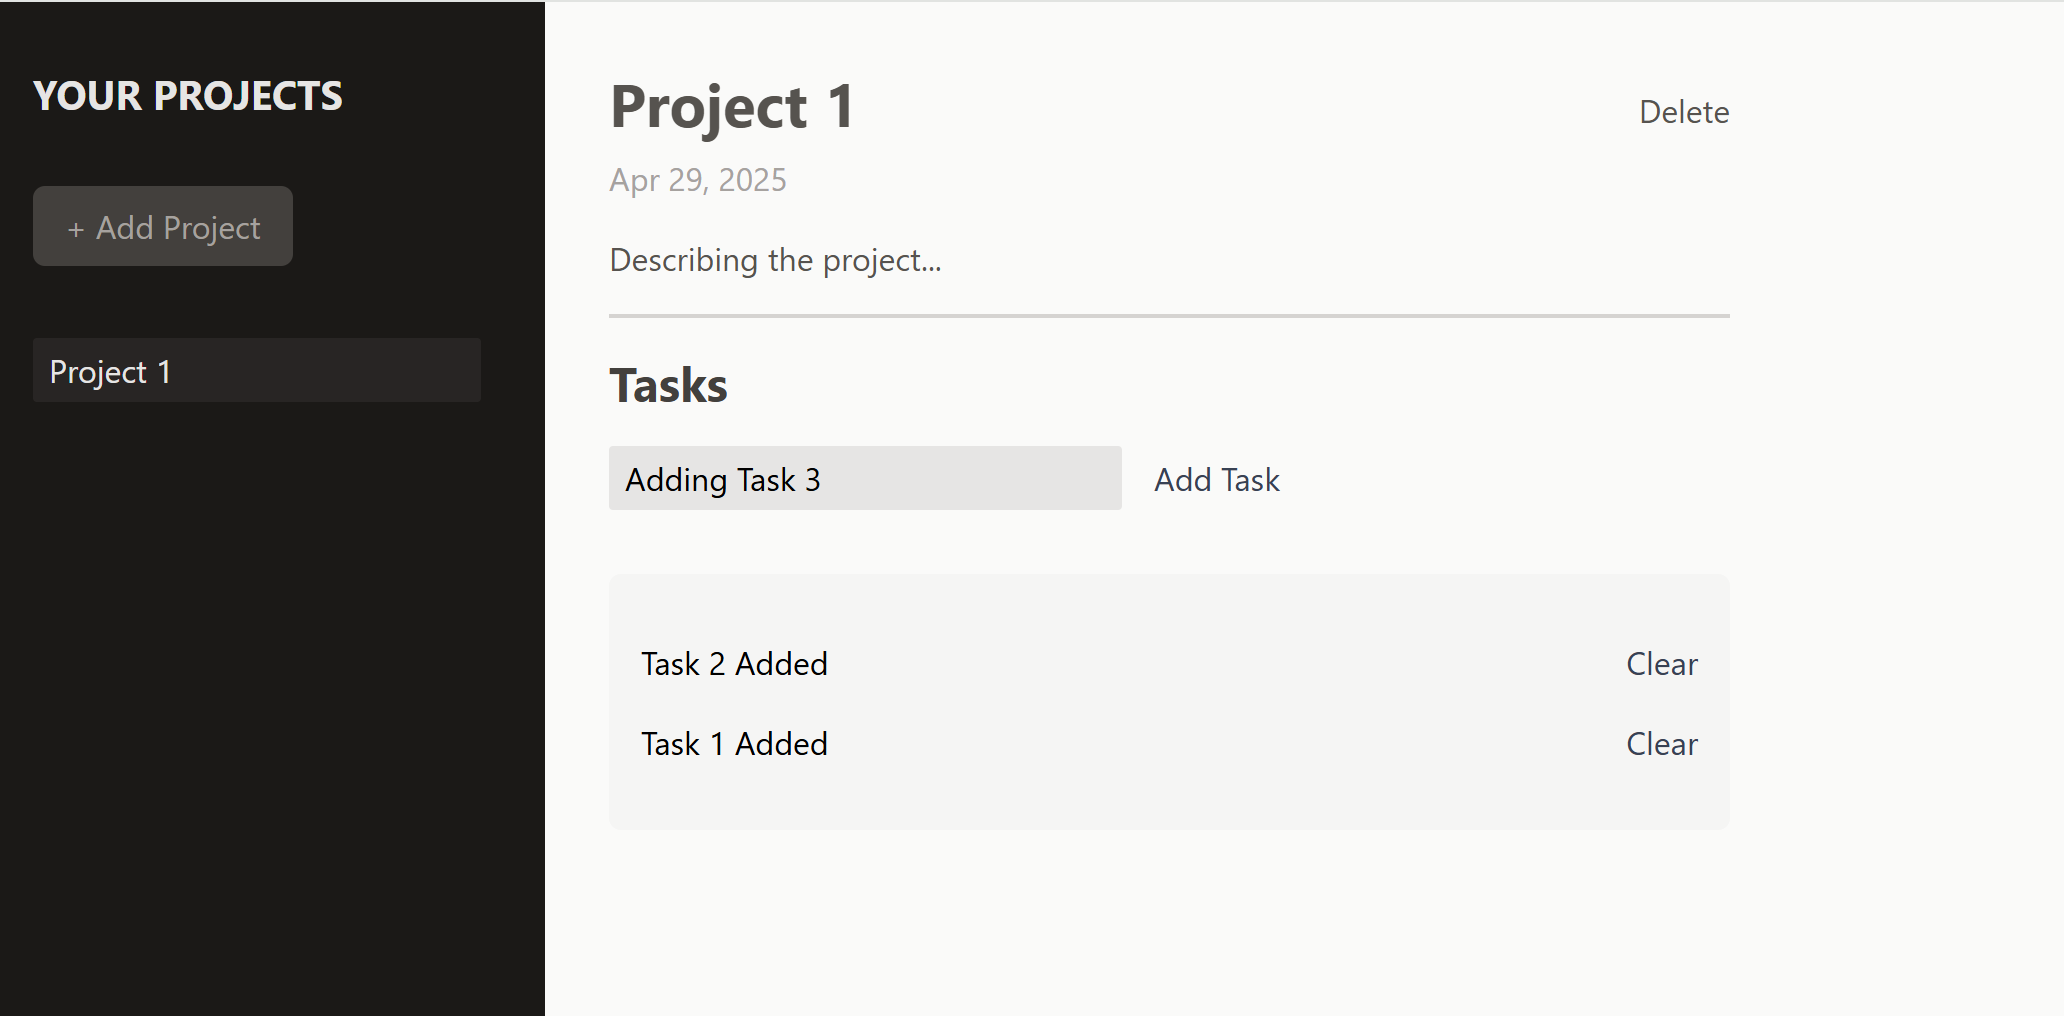 YOUR PROJECTS
+ Add Project
Project 1
Project 1
Delete
Apr 29, 2025
Describing the project...
Tasks
Adding Task 3
Add Task
Task 2 Added
Clear
Task 1 Added
Clear